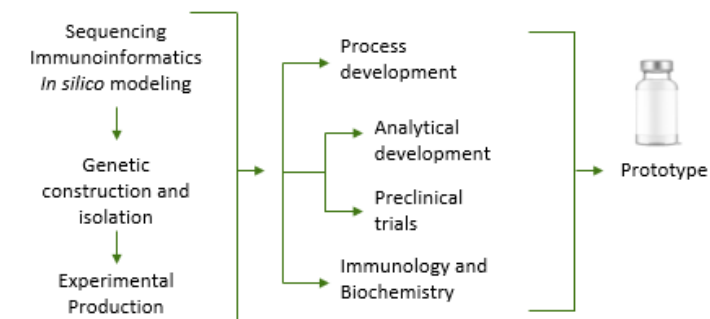 Sequencing
Immunoinformatics
In silico modeling
Genetic
construction and
isolation
Experimental
Production
Process
development
Analytical
development
Preclinical
trials
Immunology and
Biochemistry
Prototype